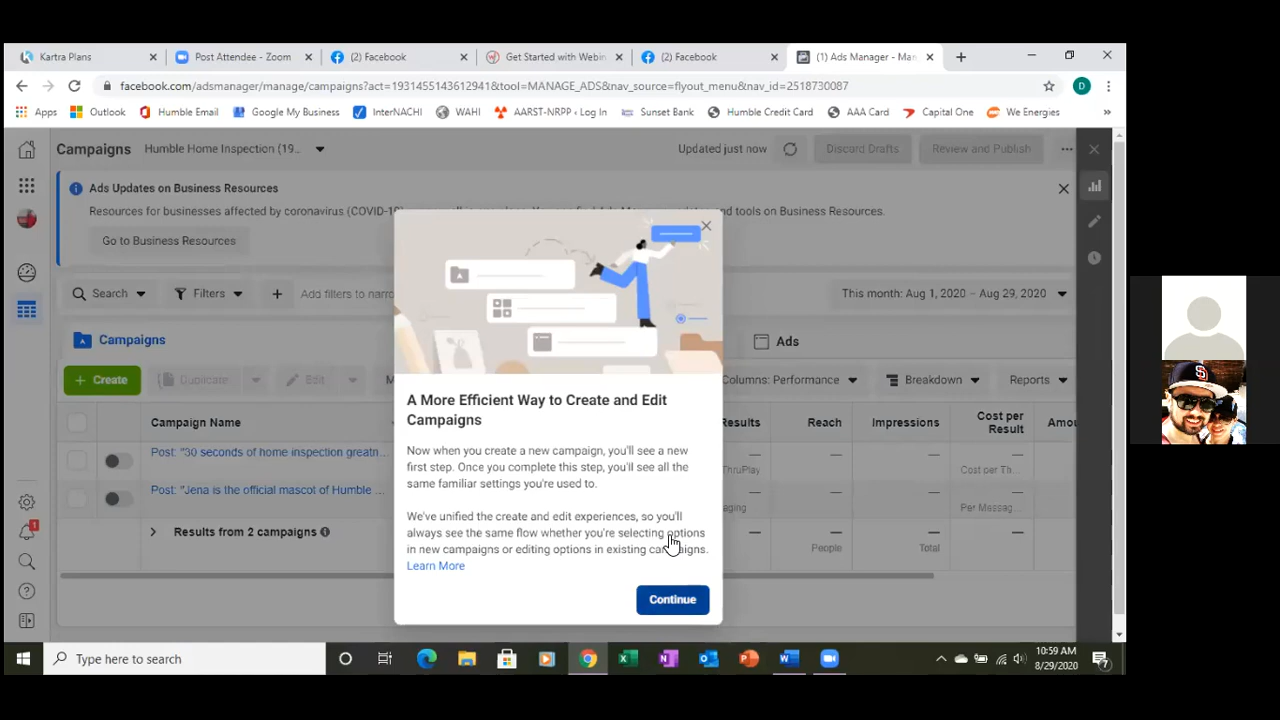 Kartra Plans
Post Attendee - Zoom
(2) Facebook
Get Started with Webin
(2) Facebook
(1) Ads Manager - Man
facebook.com/adsmanager/manage/campaigns?act=1931455143612941&tool=MANAGE_ADS&nav_source=flyout_menu&nav_id=2518730087
D
Apps
Outlook
Humble Email
Google My Business
InterNACHI
WAHI
AARST-NRPP ‹ Log In
Sunset Bank
Humble Credit Card
AAA Card
Capital One
We Energies
»
Campaigns
Humble Home Inspection (19...
Updated just now
Discard Drafts
Review and Publish
Ads Updates on Business Resources
Resources for businesses affected by coronavirus (COVID-19)
and tools on Business Resources.
Go to Business Resources
Search
Filters
Add filters to narro
This month: Aug 1, 2020 – Aug 29, 2020
Campaigns
Ads
+ Create
Duplicate
Edit
Columns: Performance
Breakdown
Reports
Campaign Name
Results
Reach
Impressions
Cost per
Result
Amou
Post: "30 seconds of home inspection greatn...
ThruPlay
Cost per Th...
Post: "Jena is the official mascot of Humble ...
Per Messag...
Results from 2 campaigns
People
Total
A More Efficient Way to Create and Edit
Campaigns
Now when you create a new campaign, you'll see a new
first step. Once you complete this step, you'll see all the
same familiar settings you're used to.
We've unified the create and edit experiences, so you'll
always see the same flow whether you're selecting options
in new campaigns or editing options in existing campaigns.
Learn More
Continue
1
Type here to search
10:59 AM
8/29/2020
7